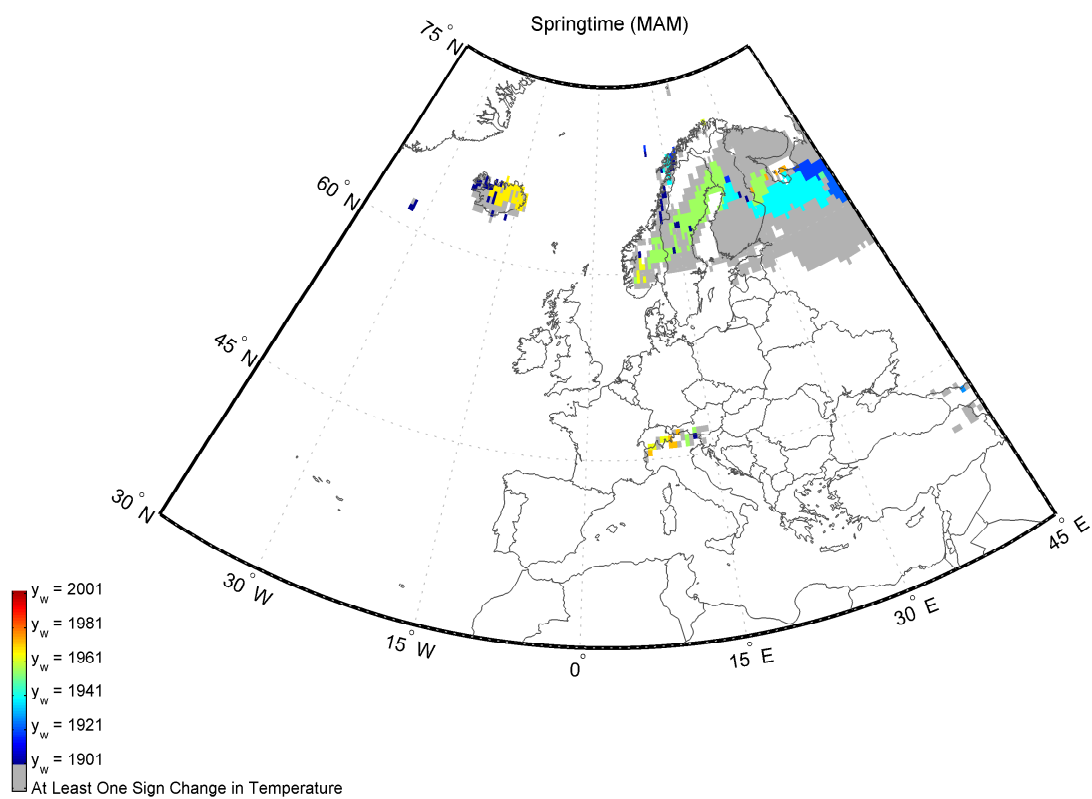 Springtime (MAM)
75° N
60° N
45° N
30° N
30° W
15° W
0°
15° E
30° E
45° E
y_w = 2001
y_w = 1981
y_w = 1961
y_w = 1941
y_w = 1921
y_w = 1901
At Least One Sign Change in Temperature